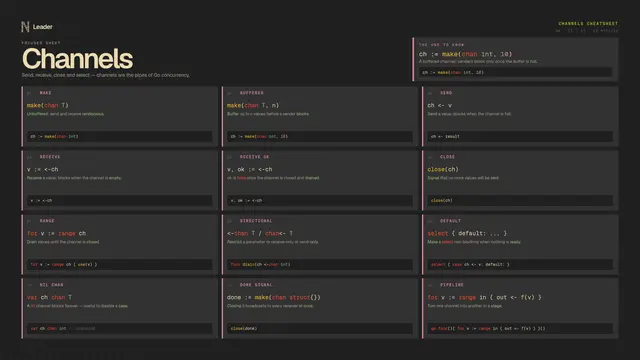 Leader
CHANNELS CHEATSHEET
FOCUSED SHEET
Channels
Send, receive, close and select — channels are the pipes of Go concurrency.
THE ONE TO KNOW
ch := make(chan int, 10)
A buffered channel; senders block only once the buffer is full.
ch := make(chan int, 10)
MAKE
make(chan T)
Unbuffered: send and receive rendezvous.
ch := make(chan int)
BUFFERED
make(chan T, n)
Buffer up to n values before a sender blocks.
ch := make(chan int, 10)
SEND
ch <- v
Send a value; blocks when the channel is full.
ch <- result
RECEIVE
v := <-ch
Receive a value; blocks when the channel is empty.
v := <-ch
RECEIVE OK
v, ok := <-ch
ok is false once the channel is closed and drained.
v, ok := <-ch
CLOSE
close(ch)
Signal that no more values will be sent.
close(ch)
RANGE
for v := range ch
Drain values until the channel is closed.
for v := range ch { use(v) }
DIRECTIONAL
<-chan T / chan<- T
Restrict a parameter to receive-only or send-only.
func drain(ch <-chan int)
DEFAULT
select { default: ... }
Make a select non-blocking when nothing is ready.
select { case ch <- v: default: }
NIL CHAN
var ch chan T
A nil channel blocks forever — useful to disable a case.
var ch chan int
DONE SIGNAL
done := make(chan struct{})
Closing it broadcasts to every receiver at once.
close(done)
PIPELINE
for v := range in { out <- f(v) }
Turn one channel into another in a stage.
go func(){ for v := range in { out <- f(v) } }()